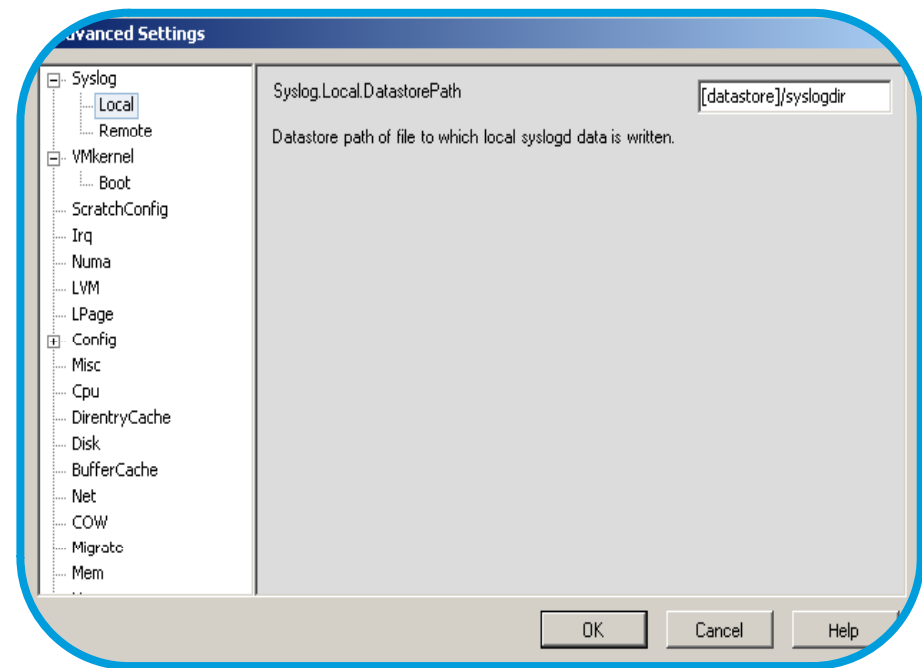 dvanced Settings
Syslog
Local
Remote
VMkernel
Boot
ScratchConfig
Irq
Numa
LVM
LPage
Config
Misc
Cpu
DirentryCache
Disk
BufferCache
Net
COW
Migrate
Mem
Syslog.Local.DatastorePath
[datastore]/syslogdir
Datastore path of file to which local syslogd data is written.
OK
Cancel
Help